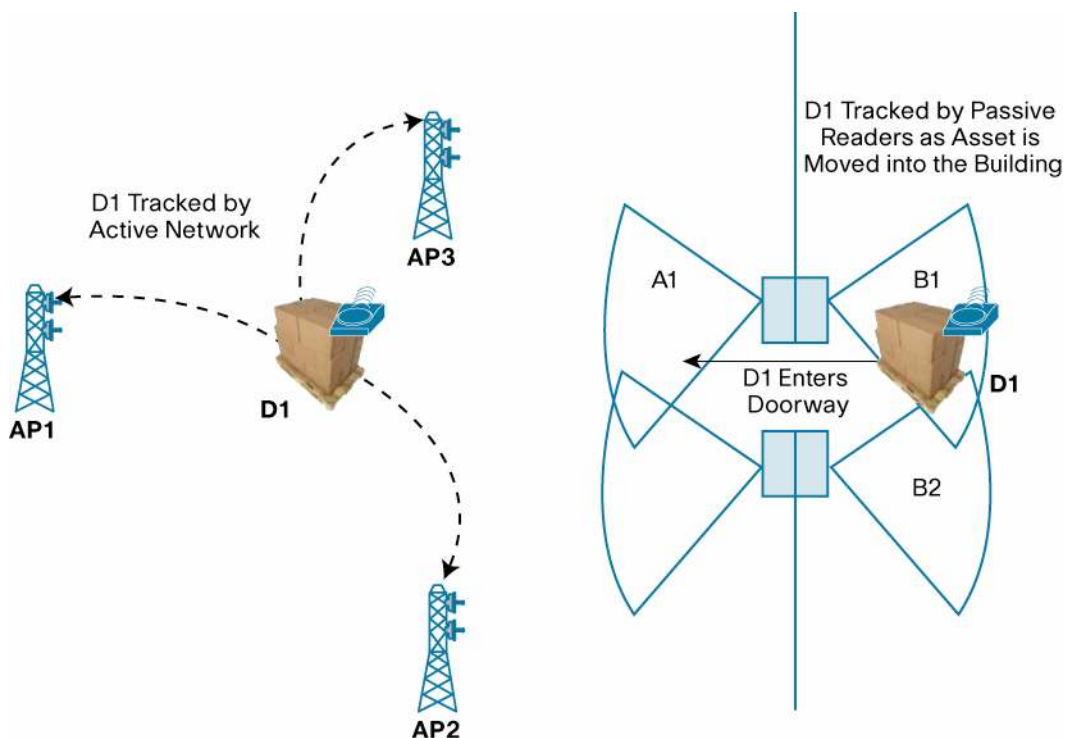 D1 Tracked by
Active Network
AP3
AP1
D1
AP2
D1 Tracked by Passive
Readers as Asset is
Moved into the Building
A1
B1
D1 Enters
Doorway
D1
B2